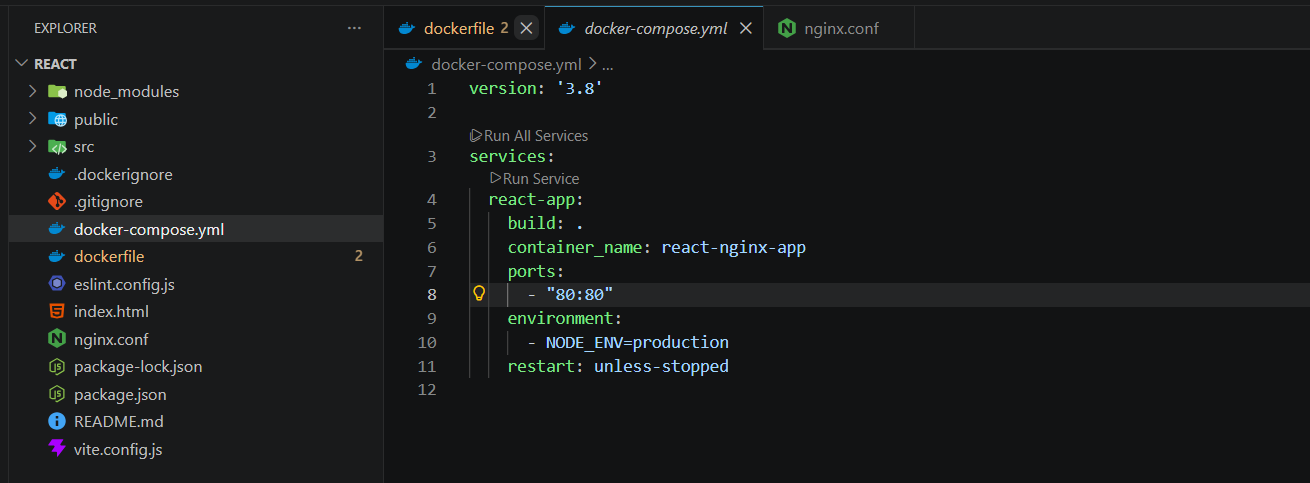 EXPLORER
...
REACT
node_modules
public
src
.dockerignore
.gitignore
docker-compose.yml
dockerfile 2
eslint.config.js
index.html
nginx.conf
package-lock.json
package.json
README.md
vite.config.js
dockerfile 2
docker-compose.yml
nginx.conf
docker-compose.yml > ...
1 version: '3.8'
2
Run All Services
3 services:
Run Service
4 react-app:
5 build: .
6 container_name: react-nginx-app
7 ports:
8 - "80:80"
9 environment:
10 - NODE_ENV=production
11 restart: unless-stopped
12